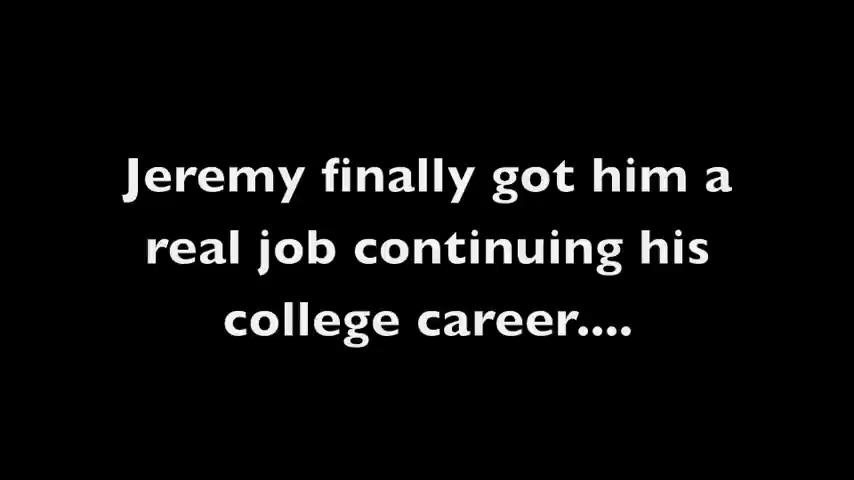 Jeremy finally got him a
real job continuing his
college career....